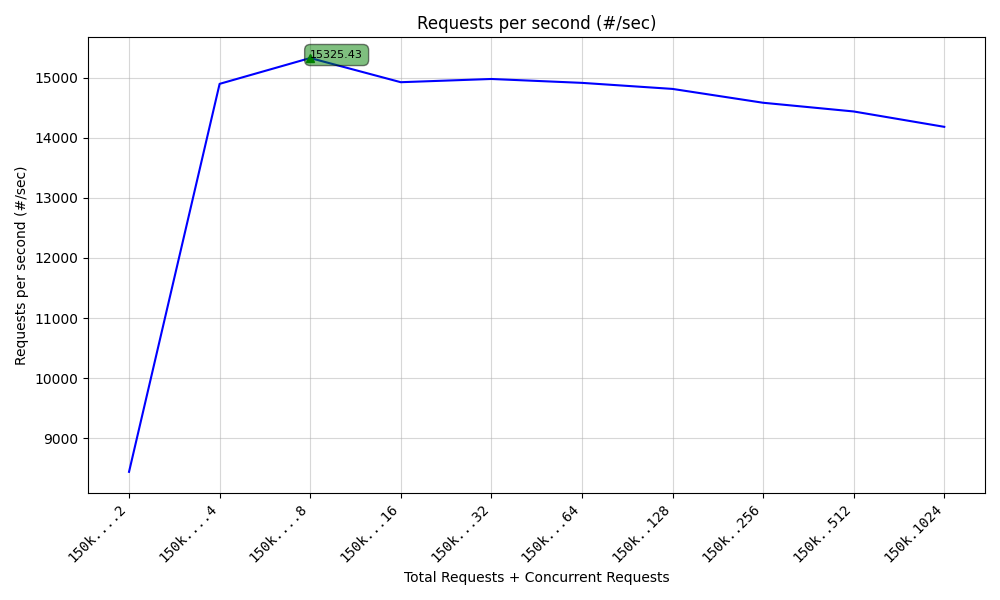 Requests per second (#/sec)
15325.43
15000
14000
13000
12000
11000
10000
9000
Requests per second (#/sec)
150k....2
150k....4
150k....8
150k...16
150k...32
150k...64
150k..128
150k..256
150k..512
150k.1024
Total Requests + Concurrent Requests